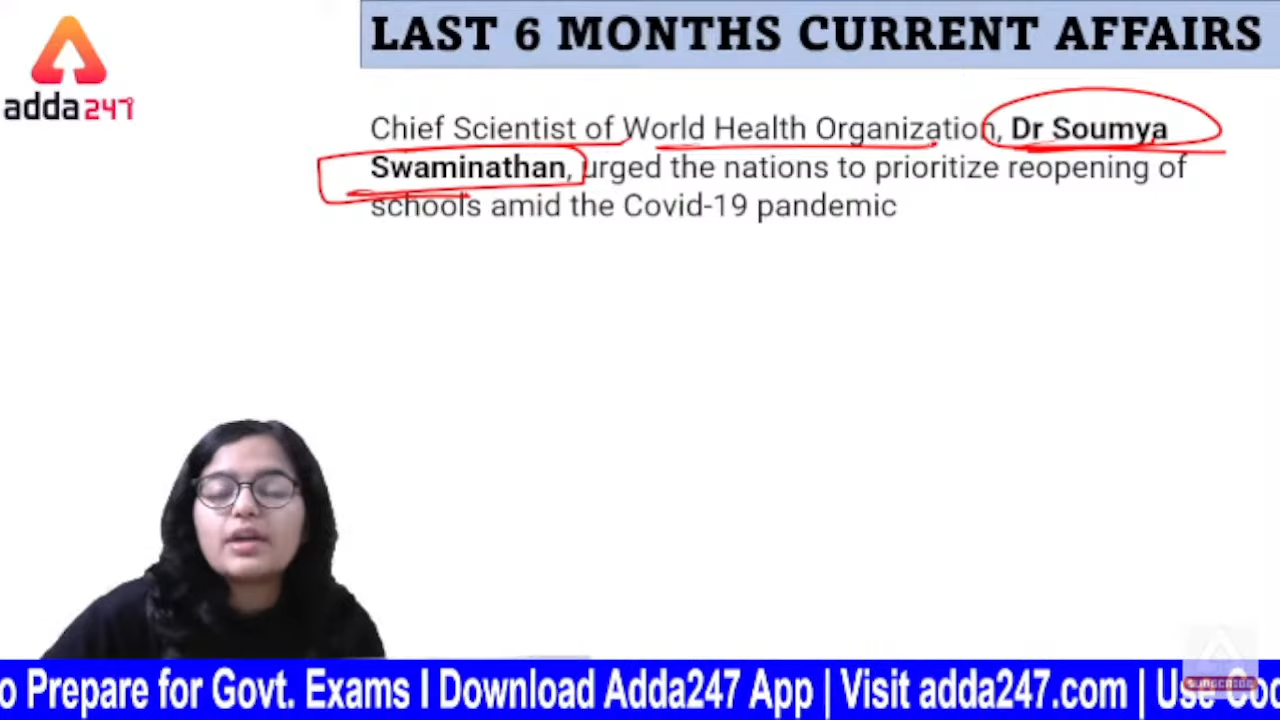 LAST 6 MONTHS CURRENT AFFAIRS
adda247
Chief Scientist of World Health Organization, Dr Soumya
Swaminathan, urged the nations to prioritize reopening of
schools amid the Covid-19 pandemic
o Prepare for Govt. Exams I Download Adda247 App | Visit adda247.com | Use Cod
SUBSCRIBE